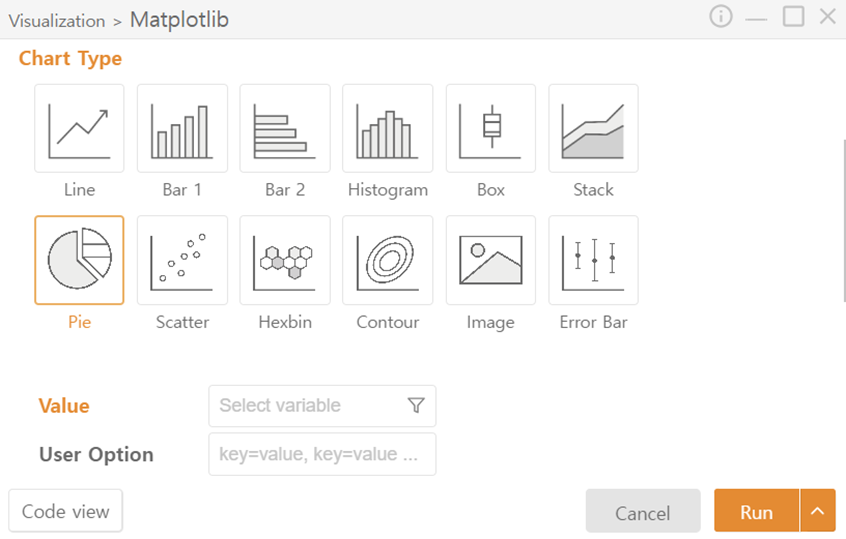 Visualization > Matplotlib
Chart Type
Line Bar 1 Bar 2 Histogram Box Stack
Pie Scatter Hexbin Contour Image Error Bar
Value Select variable
User Option key=value, key=value ...
Code view Cancel Run